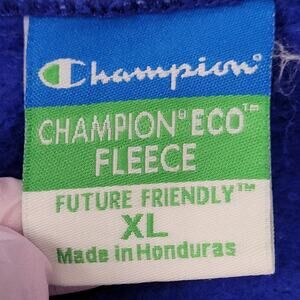 Champion®
CHAMPION® ECO™
FLEECE
FUTURE FRIENDLY™
XL
Made in Honduras